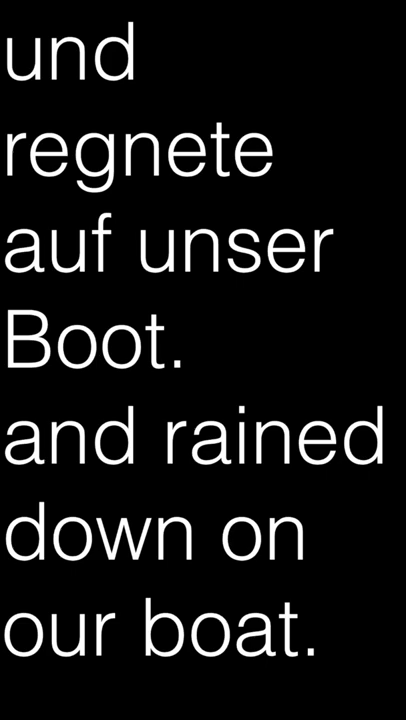 und
regnete
auf unser
Boot.
and rained
down on
our boat.